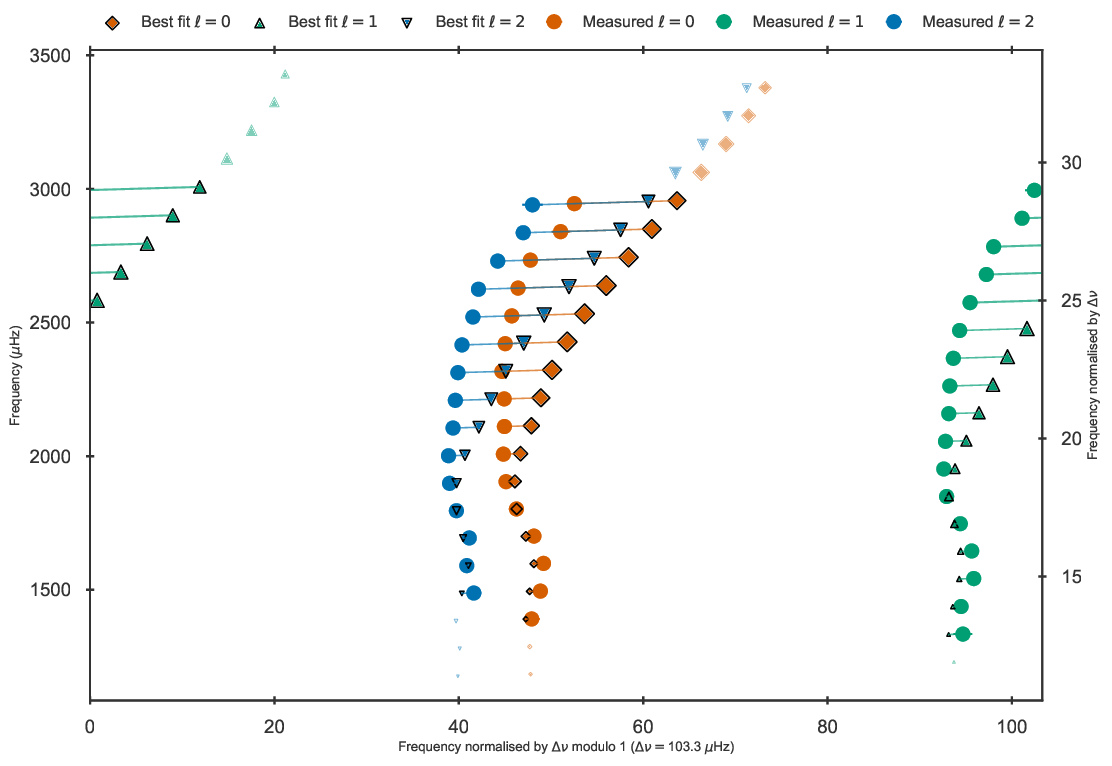 Best fit ℓ = 0 Best fit ℓ = 1 Best fit ℓ = 2 Measured ℓ = 0 Measured ℓ = 1 Measured ℓ = 2
3500
3000
2500
2000
1500
Frequency (μHz)
30
25
20
15
Frequency normalised by Δν
0 20 40 60 80 100
Frequency normalised by Δν modulo 1 (Δν = 103.3 μHz)